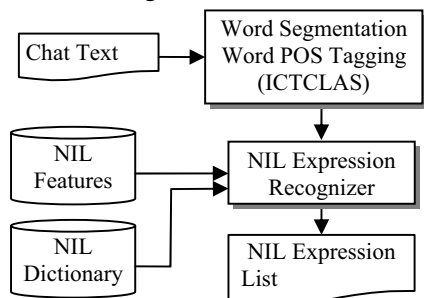 Chat Text
Word Segmentation
Word POS Tagging
(ICTCLAS)
NIL
Features
NIL Expression
Recognizer
NIL
Dictionary
NIL Expression
List